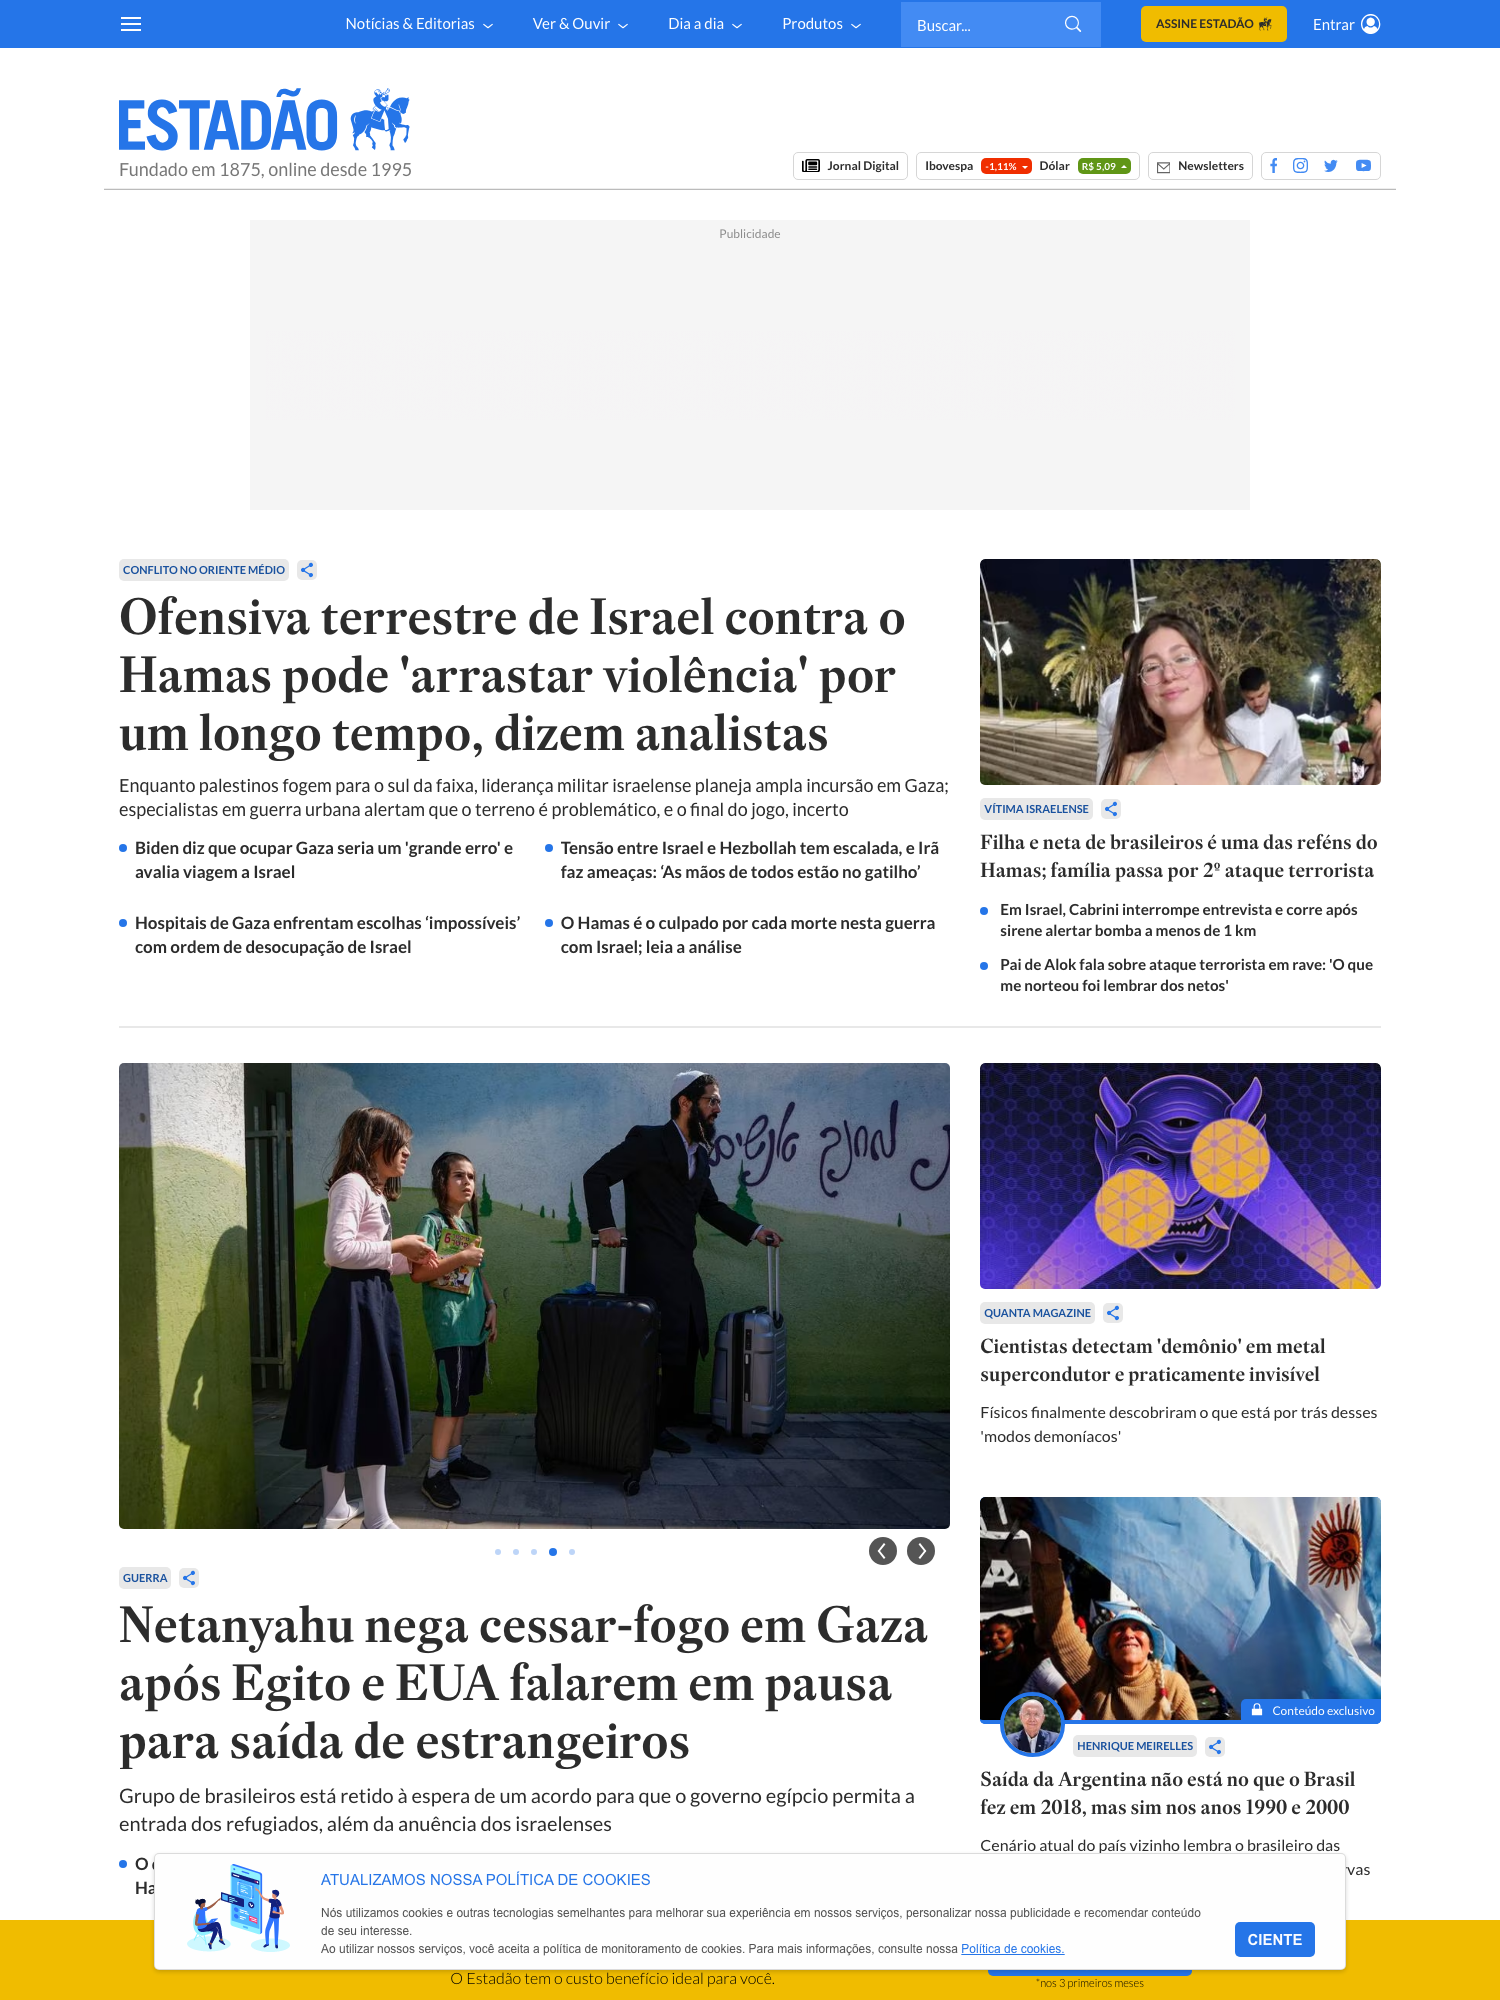 Notícias & Editorias
Ver & Ouvir
Dia a dia
Produtos
Buscar...
ASSINE ESTADÃO
Entrar
ESTADÃO
Fundado em 1875, online desde 1995
Jornal Digital
Ibovespa -1,11% Dólar R$ 5,09
Newsletters
Publicidade
CONFLITO NO ORIENTE MÉDIO
Ofensiva terrestre de Israel contra o
Hamas pode 'arrastar violência' por
um longo tempo, dizem analistas
Enquanto palestinos fogem para o sul da faixa, liderança militar israelense planeja ampla incursão em Gaza;
especialistas em guerra urbana alertam que o terreno é problemático, e o final do jogo, incerto
Biden diz que ocupar Gaza seria um 'grande erro' e
avalia viagem a Israel
Tensão entre Israel e Hezbollah tem escalada, e Irã
faz ameaças: ‘As mãos de todos estão no gatilho’
Hospitais de Gaza enfrentam escolhas ‘impossíveis’
com ordem de desocupação de Israel
O Hamas é o culpado por cada morte nesta guerra
com Israel; leia a análise
VÍTIMA ISRAELENSE
Filha e neta de brasileiros é uma das reféns do
Hamas; família passa por 2º ataque terrorista
Em Israel, Cabrini interrompe entrevista e corre após
sirene alertar bomba a menos de 1 km
Pai de Alok fala sobre ataque terrorista em rave: 'O que
me norteou foi lembrar dos netos'
GUERRA
Netanyahu nega cessar-fogo em Gaza
após Egito e EUA falarem em pausa
para saída de estrangeiros
Grupo de brasileiros está retido à espera de um acordo para que o governo egípcio permita a
entrada dos refugiados, além da anuência dos israelenses
QUANTA MAGAZINE
Cientistas detectam 'demônio' em metal
supercondutor e praticamente invisível
Físicos finalmente descobriram o que está por trás desses
'modos demoníacos'
Conteúdo exclusivo
HENRIQUE MEIRELLES
Saída da Argentina não está no que o Brasil
fez em 2018, mas sim nos anos 1990 e 2000
Cenário atual do país vizinho lembra o brasileiro das
ATUALIZAMOS NOSSA POLÍTICA DE COOKIES
Nós utilizamos cookies e outras tecnologias semelhantes para melhorar sua experiência em nossos serviços, personalizar nossa publicidade e recomendar conteúdo
de seu interesse.
Ao utilizar nossos serviços, você aceita a política de monitoramento de cookies. Para mais informações, consulte nossa Política de cookies.
CIENTE
O Estadão tem o custo benefício ideal para você.
*nos 3 primeiros meses